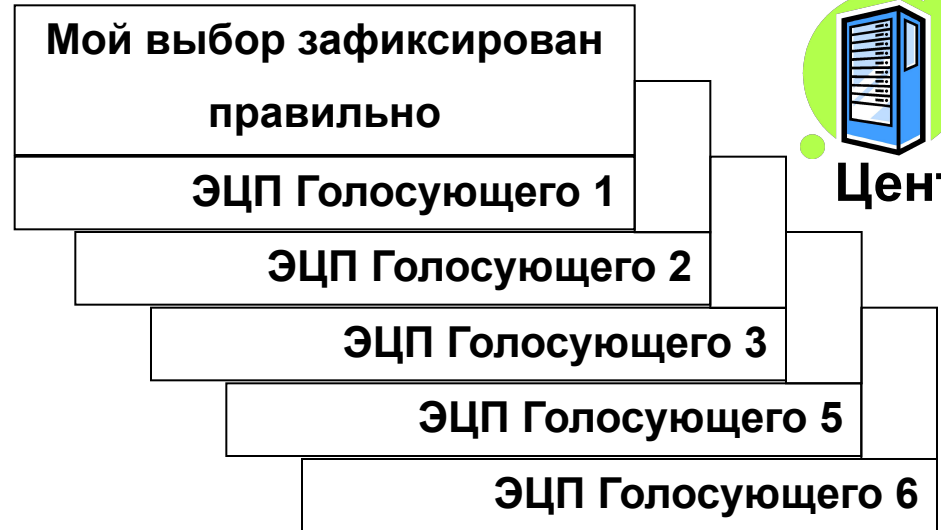 Мой выбор зафиксирован
правильно
ЭЦП Голосующего 1
Цен
ЭЦП Голосующего 2
ЭЦП Голосующего 3
ЭЦП Голосующего 5
ЭЦП Голосующего 6